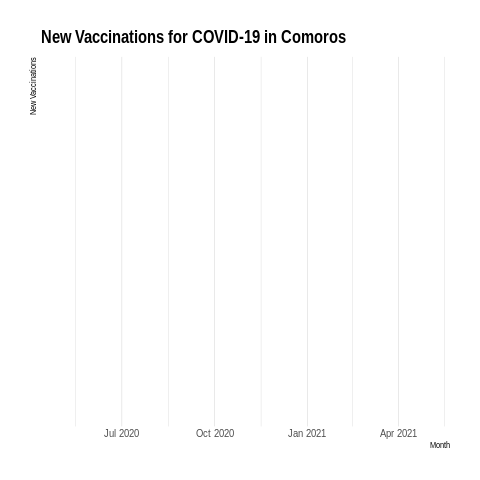 New Vaccinations for COVID-19 in Comoros
New Vaccinations
Jul 2020
Oct 2020
Jan 2021
Apr 2021
Month